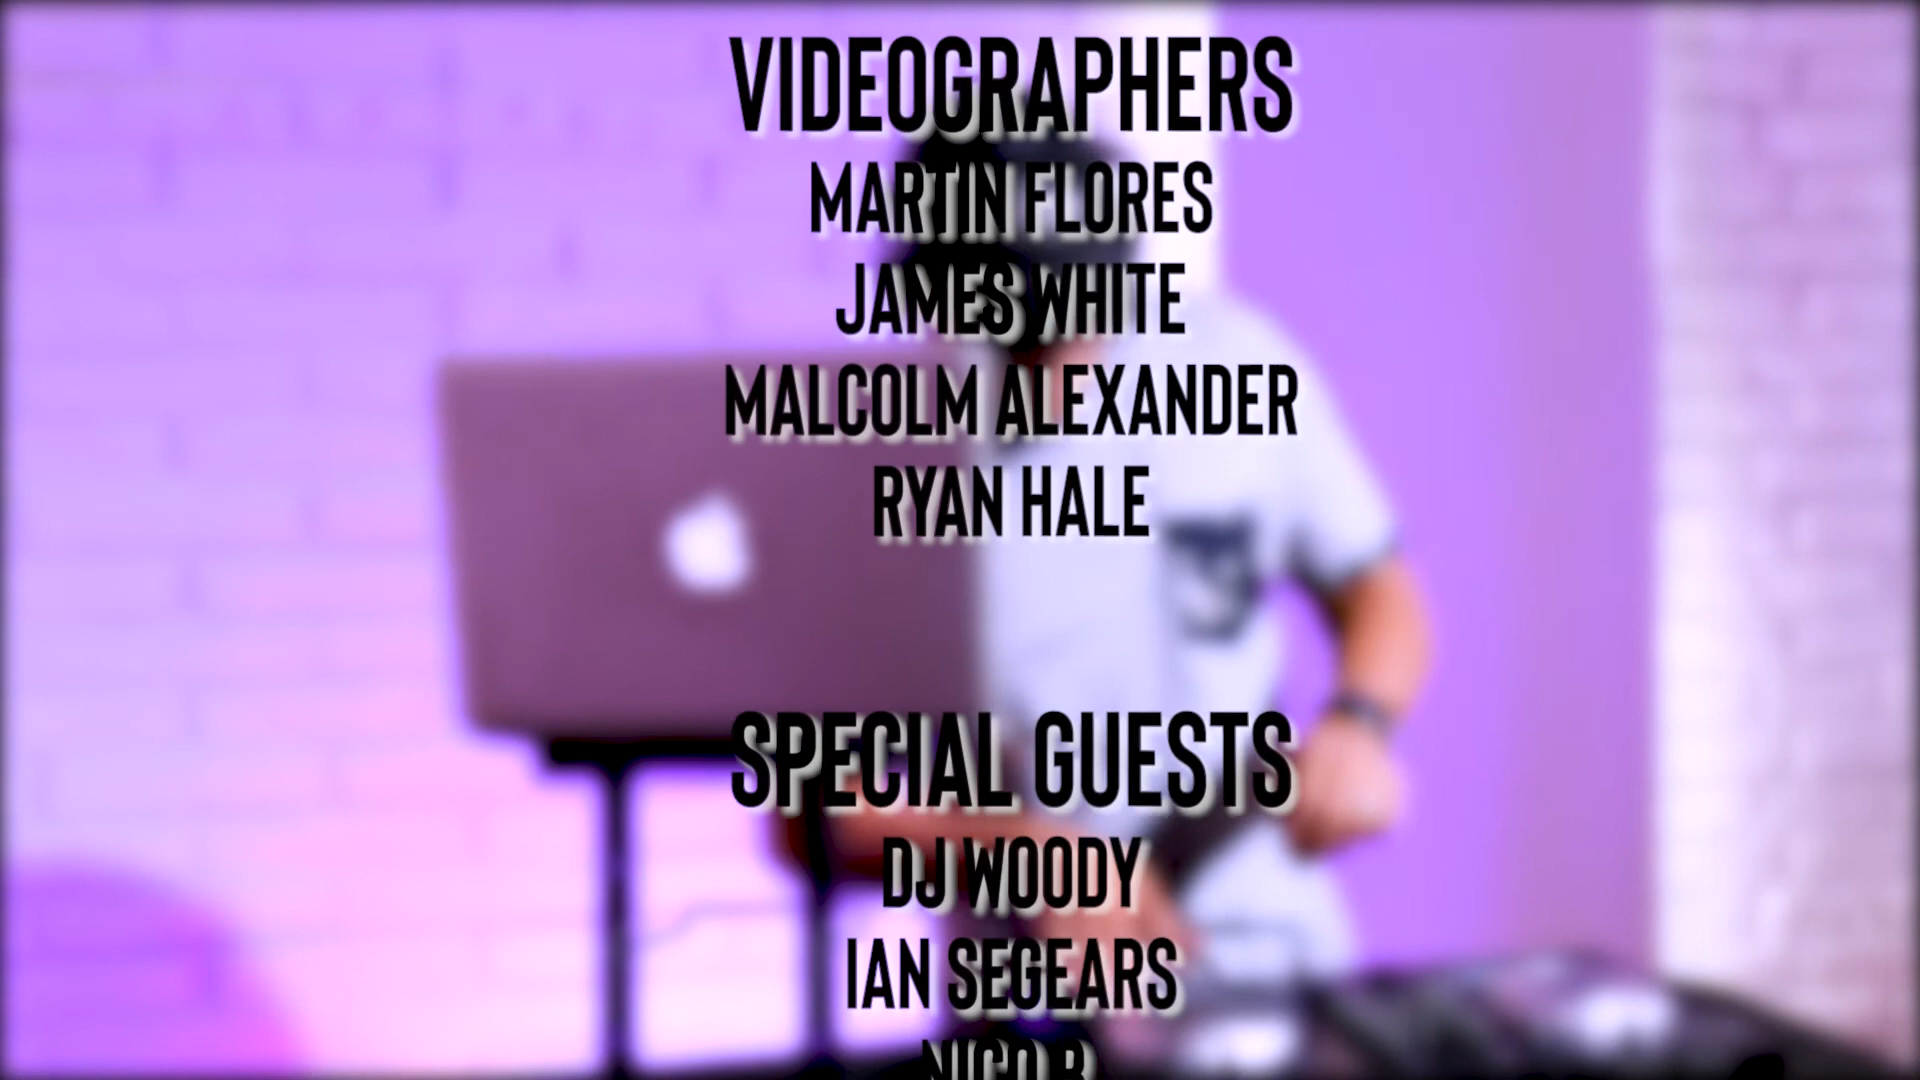 VIDEOGRAPHERS
MARTIN FLORES
JAMES WHITE
MALCOLM ALEXANDER
RYAN HALE
SPECIAL GUESTS
DJ WOODY
IAN SEGEARS